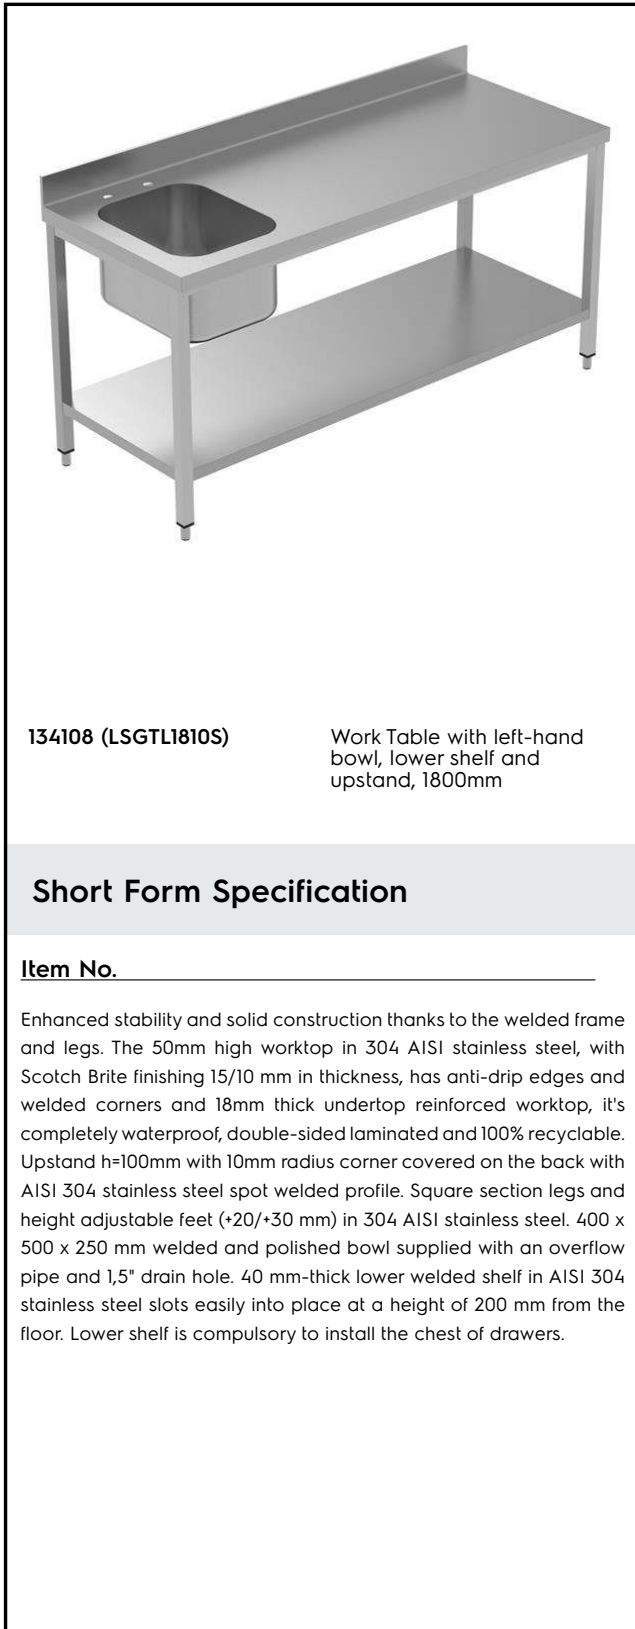 134108 (LSGTL1810S)
Work Table with left-hand
bowl, lower shelf and
upstand, 1800mm
Short Form Specification
Item No.
Enhanced stability and solid construction thanks to the welded frame
and legs. The 50mm high worktop in 304 AISI stainless steel, with
Scotch Brite finishing 15/10 mm in thickness, has anti-drip edges and
welded corners and 18mm thick undertop reinforced worktop, it's
completely waterproof, double-sided laminated and 100% recyclable.
Upstand h=100mm with 10mm radius corner covered on the back with
AISI 304 stainless steel spot welded profile. Square section legs and
height adjustable feet (+20/+30 mm) in 304 AISI stainless steel. 400 x
500 x 250 mm welded and polished bowl supplied with an overflow
pipe and 1,5" drain hole. 40 mm-thick lower welded shelf in AISI 304
stainless steel slots easily into place at a height of 200 mm from the
floor. Lower shelf is compulsory to install the chest of drawers.